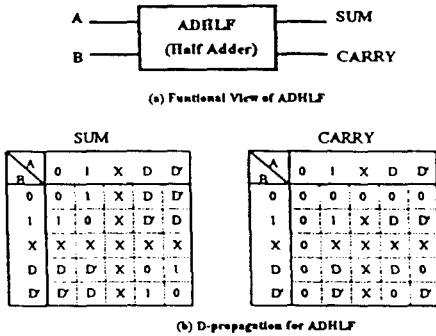 A ADHLF SUM
B (Half Adder) CARRY
(a) Funtional View of ADHLF
SUM CARRY
A 0 1 X D D' A 0 1 X D D'
B B
0 0 1 X D D' 0 0 0 0 0 0
1 1 0 X D' D 1 0 1 X D D'
X X X X X X X 0 X X X X
D D D' X 0 1 D 0 D X D 0
D' D' D X 1 0 D' 0 D' X 0 D'
(b) D-propagation for ADHLF